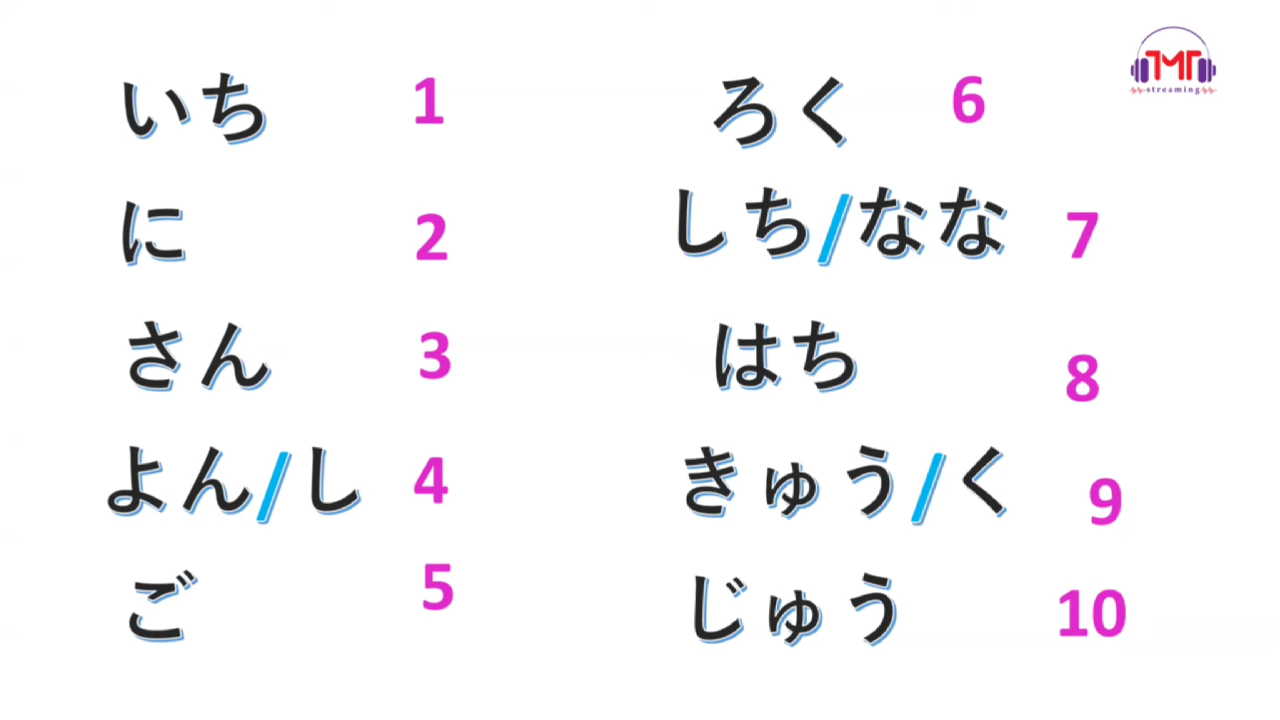 いち 1
に 2
さん 3
よん/し 4
ご 5
ろく 6
しち/なな 7
はち 8
きゅう/く 9
じゅう 10
TMT
streaming